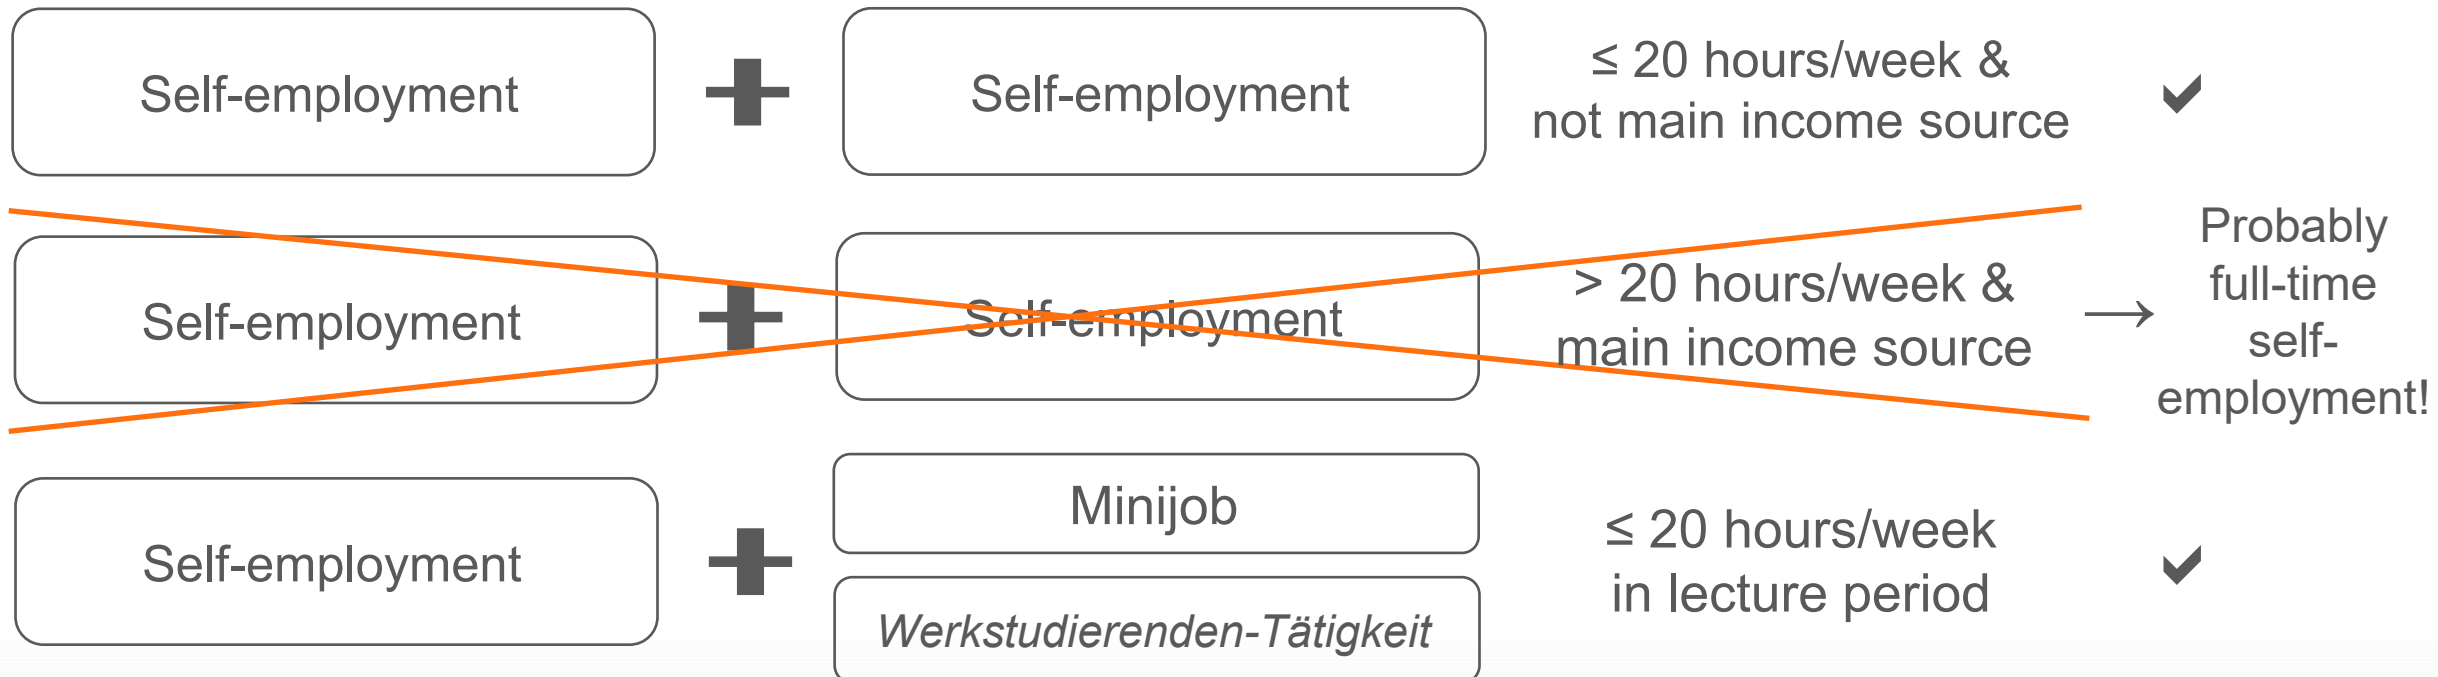 Self-employment
Self-employment
≤ 20 hours/week &
not main income source
Self-employment
Self-employment
> 20 hours/week &
main income source
→
Probably
full-time
self-
employment!
Self-employment
Minijob
Werkstudierenden-Tätigkeit
≤ 20 hours/week
in lecture period